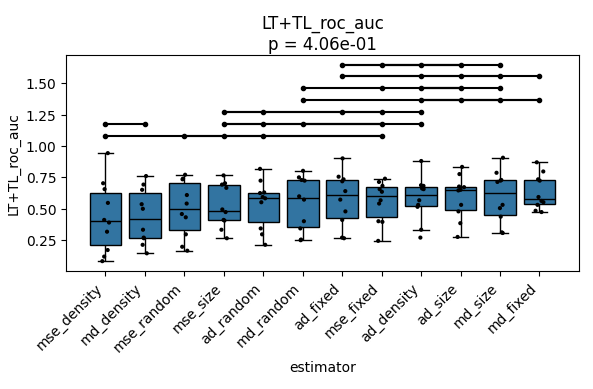 LT+TL_roc_auc
p = 4.06e-01
LT+TL_roc_auc
1.50
1.25
1.00
0.75
0.50
0.25
mse_density
md_density
mse_random
mse_size
ad_random
md_random
ad_fixed
mse_fixed
ad_density
ad_size
md_size
md_fixed
estimator